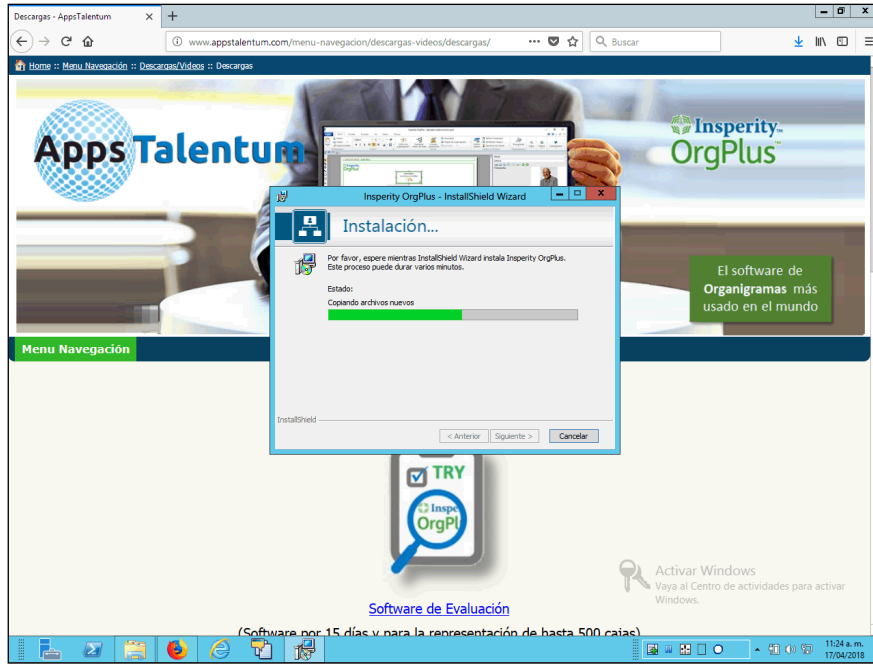 Descargas - AppsTalentum
www.appstalentum.com/menu-navegacion/descargas-videos/descargas/
Buscar
Home :: Menu Navegación :: Descargas/Videos :: Descargas
AppsTalentum
Insperity™
OrgPlus™
Insperity OrgPlus - InstallShield Wizard
Instalación...
Por favor, espere mientras InstallShield Wizard instala Insperity OrgPlus.
Este proceso puede durar varios minutos.
Estado:
Copiando archivos nuevos
InstallShield
< Anterior
Siguiente >
Cancelar
El software de
Organigramas más
usado en el mundo
Menu Navegación
TRY
Inspe
OrgPl
Software de Evaluación
(Software por 15 días y para la representación de hasta 500 cajas)
Activar Windows
Vaya al Centro de actividades para activar
Windows.
11:24 a. m.
17/04/2018